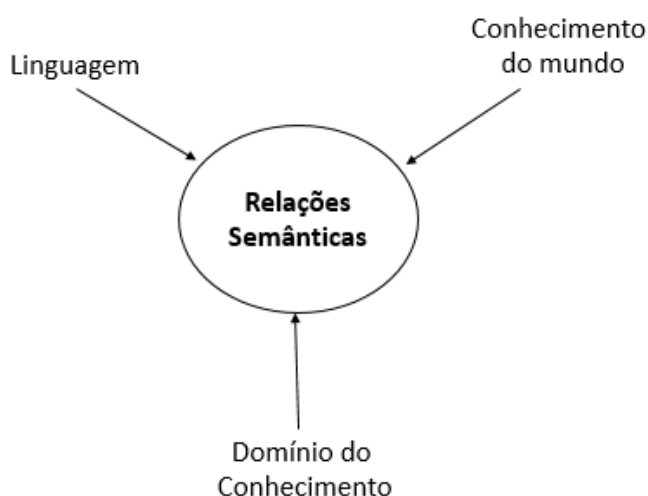 Conhecimento
do mundo
Linguagem
Relações
Semânticas
Domínio do
Conhecimento